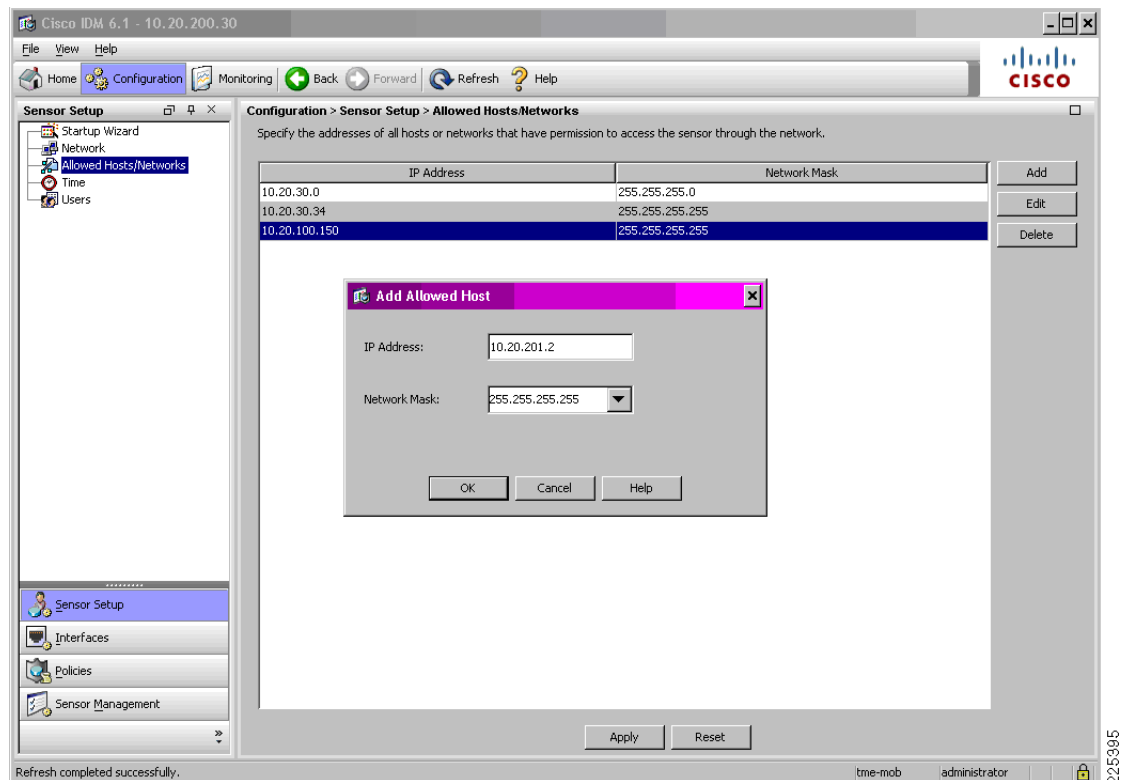 Cisco IDM 6.1 - 10.20.200.30
File View Help
Home Configuration Monitoring Back Forward Refresh Help
CISCO
Sensor Setup
Startup Wizard
Network
Allowed Hosts/Networks
Time
Users
Configuration > Sensor Setup > Allowed Hosts/Networks
Specify the addresses of all hosts or networks that have permission to access the sensor through the network.
IP Address Network Mask
10.20.30.0 255.255.255.0
10.20.30.34 255.255.255.255
10.20.100.150 255.255.255.255
Add
Edit
Delete
Add Allowed Host
IP Address: 10.20.201.2
Network Mask: 255.255.255.255
OK Cancel Help
Sensor Setup
Interfaces
Policies
Sensor Management
Apply Reset
Refresh completed successfully. tme-mob administrator
225395